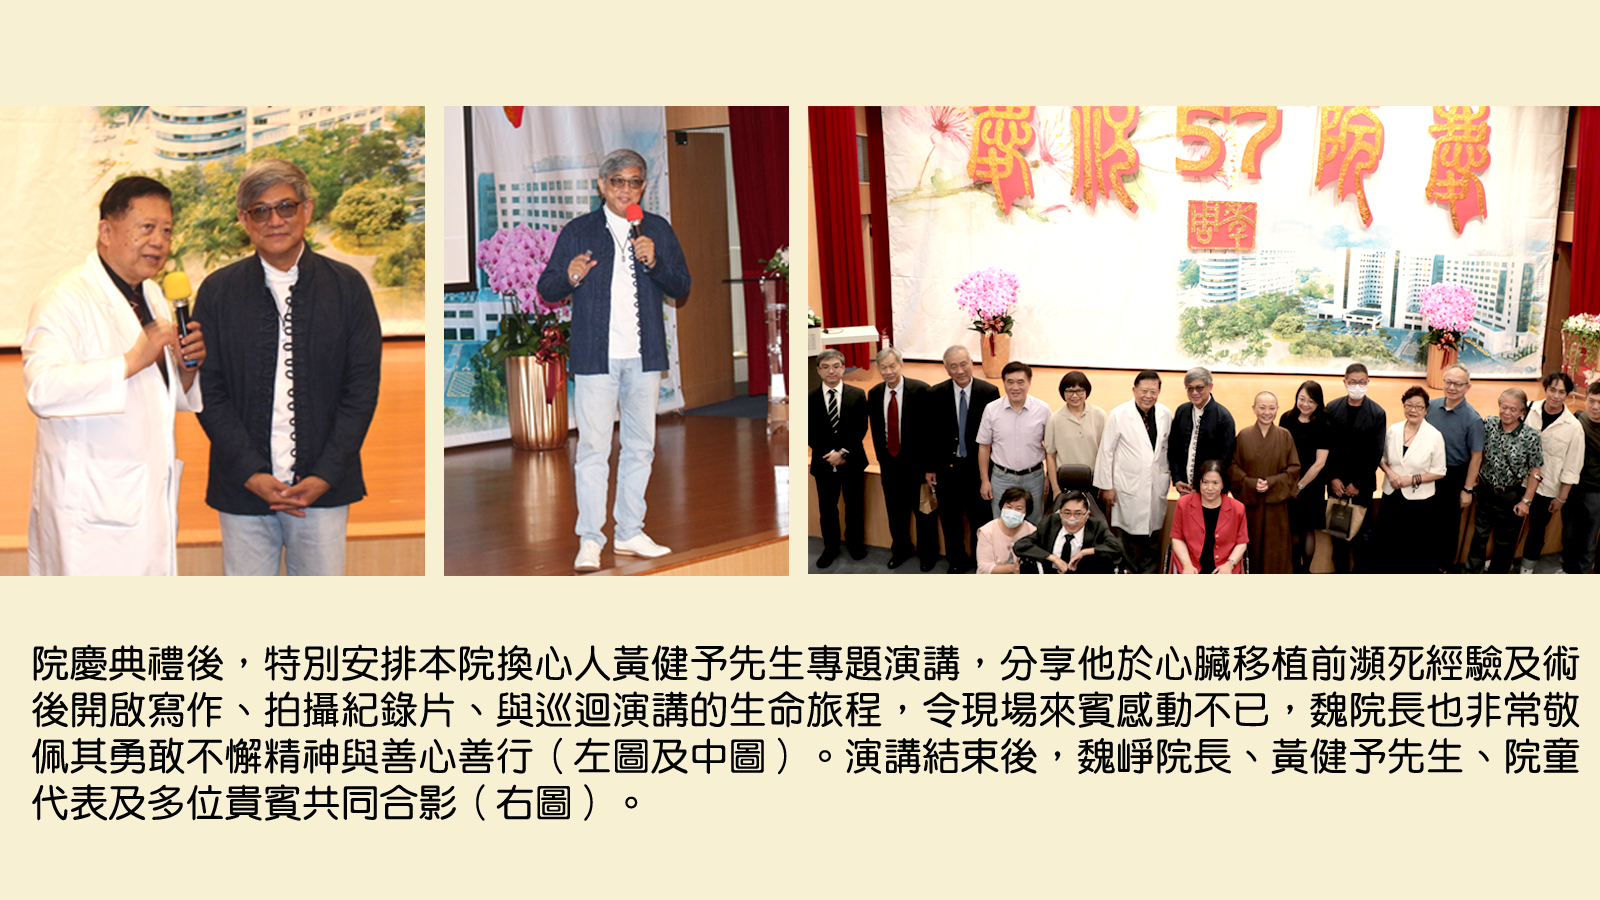 57
院慶典禮後，特別安排本院換心人黃健予先生專題演講，分享他於心臟移植前瀕死經驗及術
後開啟寫作、拍攝紀錄片、與巡迴演講的生命旅程，令現場來賓感動不已，魏院長也非常敬
佩其勇敢不懈精神與善心善行（左圖及中圖）。演講結束後，魏崢院長、黃健予先生、院童
代表及多位貴賓共同合影（右圖）。